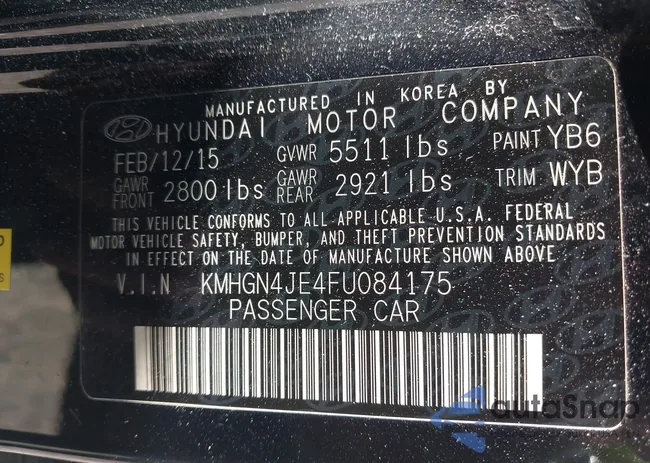 MANUFACTURED IN KOREA BY
HYUNDAI MOTOR COMPANY
FEB/12/15 GVWR 5511 lbs PAINT YB6
GAWR FRONT 2800 lbs GAWR REAR 2921 lbs TRIM WYB
THIS VEHICLE CONFORMS TO ALL APPLICABLE U.S.A. FEDERAL
MOTOR VEHICLE SAFETY, BUMPER, AND THEFT PREVENTION STANDARDS
IN EFFECT ON THE DATE OF MANUFACTURE SHOWN ABOVE
V.I.N KMHGN4JE4FU084175
PASSENGER CAR
autoSnap